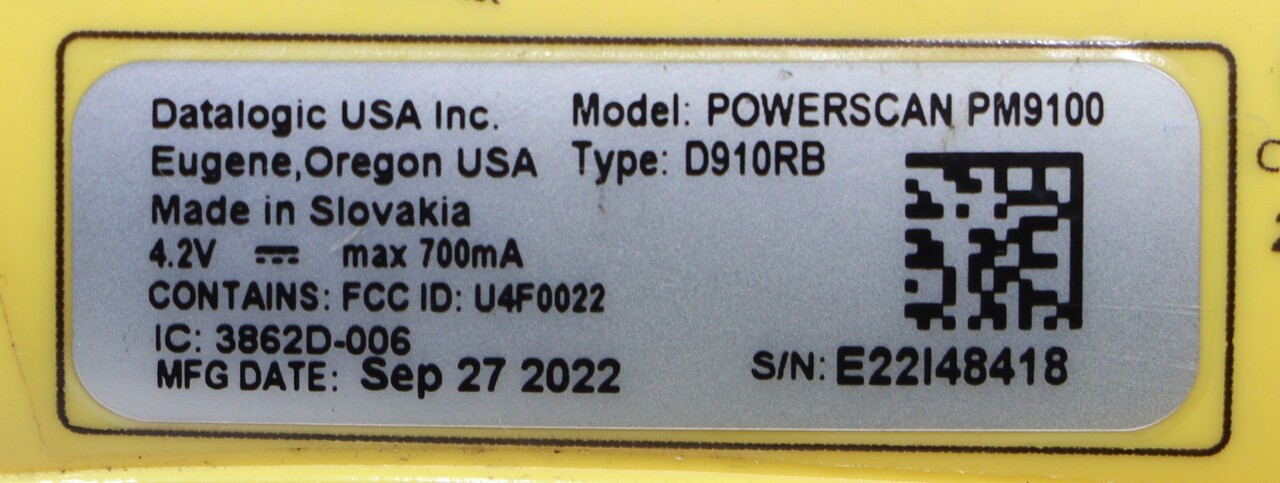 Datalogic USA Inc.
Eugene,Oregon USA
Made in Slovakia
4.2V max 700mA
CONTAINS: FCC ID: U4F0022
IC: 3862D-006
MFG DATE: Sep 27 2022
Model: POWERSCAN PM9100
Type: D910RB
S/N: E22I48418